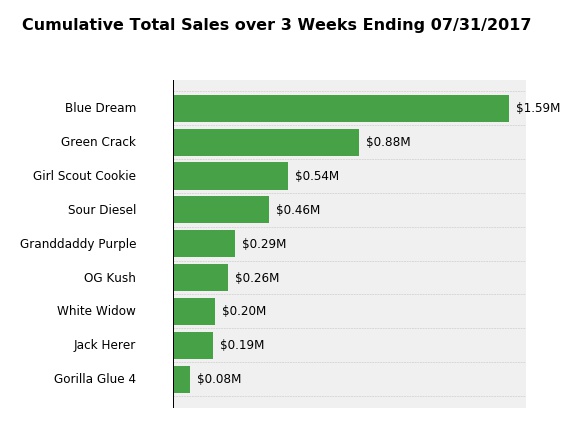 Cumulative Total Sales over 3 Weeks Ending 07/31/2017
Blue Dream $1.59M
Green Crack $0.88M
Girl Scout Cookie $0.54M
Sour Diesel $0.46M
Granddaddy Purple $0.29M
OG Kush $0.26M
White Widow $0.20M
Jack Herer $0.19M
Gorilla Glue 4 $0.08M